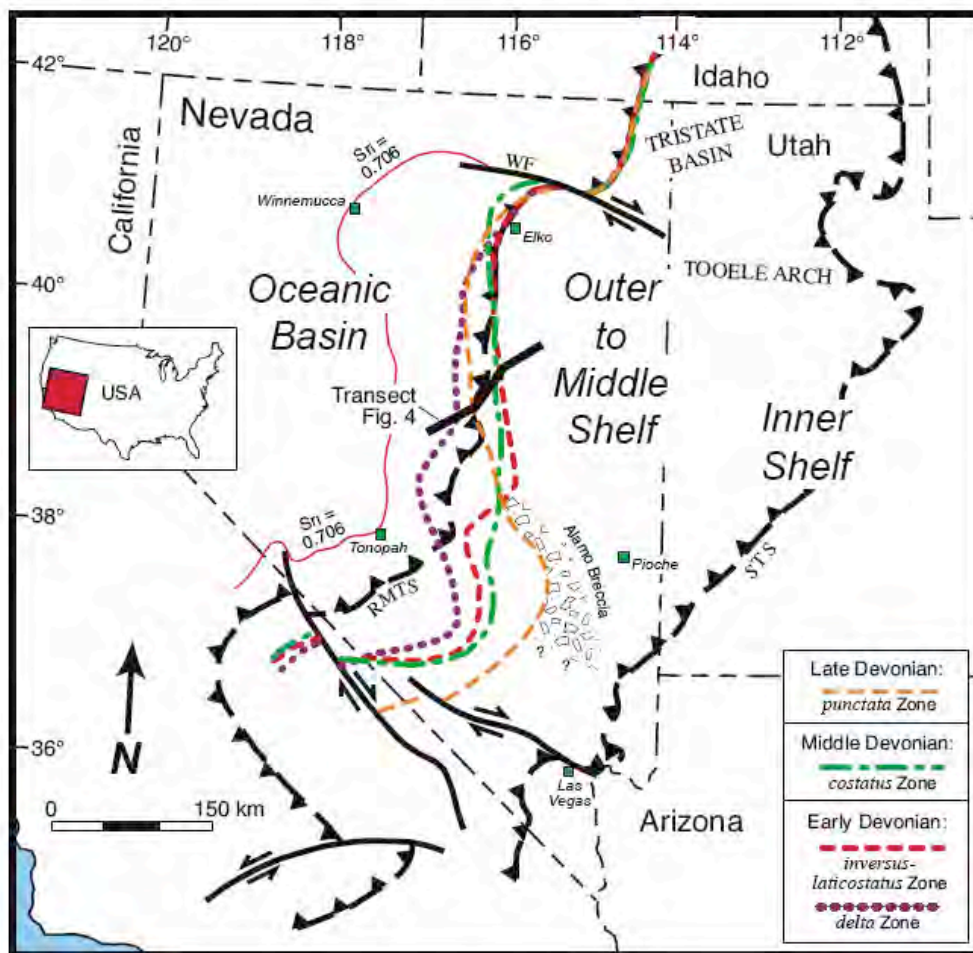 120°
118°
116°
114°
112°
42°
Idaho
Nevada
California
TRISTATE
BASIN
Utah
Sri =
0.706
WF
Winnemucca
Elko
40°
TOOELE ARCH
Oceanic
Basin
Outer
to
Middle
Shelf
USA
Transect
Fig. 4
Inner
Shelf
38°
Sri =
0.706
Tonopah
Alamo Breccia
Pioche
STS
RMTS
? ?
N
36°
0 150 km
Las
Vegas
Arizona
Late Devonian:
punctata Zone
Middle Devonian:
costatus Zone
Early Devonian:
inversus-
laticostatus Zone
delta Zone